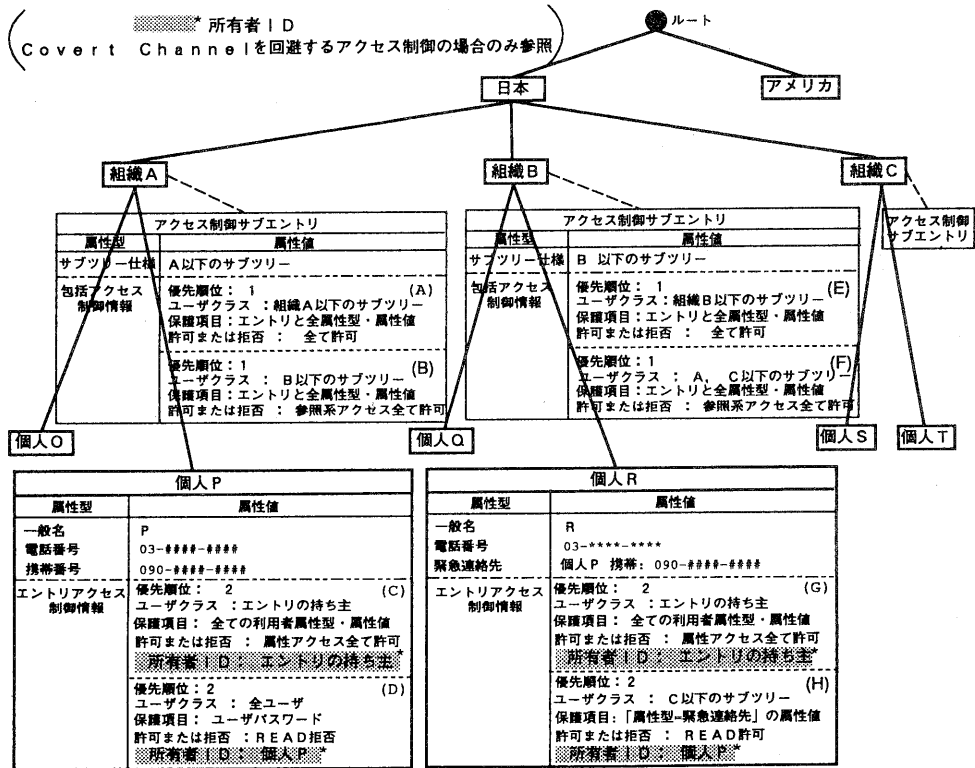 * 所有者ID
Covert Channelを回避するアクセス制御の場合のみ参照
ルート
日本
アメリカ
組織A
組織B
組織C
アクセス制御サブエントリ
属性型
属性値
サブツリー仕様
A以下のサブツリー
包括アクセス
制御情報
優先順位: 1 (A)
ユーザクラス :組織A以下のサブツリー
保護項目:エントリと全属性型・属性値
許可または拒否 : 全て許可
優先順位:1 (B)
ユーザクラス : B以下のサブツリー
保護項目:エントリと全属性型・属性値
許可または拒否 : 参照系アクセス全て許可
アクセス制御サブエントリ
属性型
属性値
サブツリー仕様
B 以下のサブツリー
包括アクセス
制御情報
優先順位: 1 (E)
ユーザクラス:組織B以下のサブツリー
保護項目:エントリと全属性型・属性値
許可または拒否 : 全て許可
優先順位:1 (F)
ユーザクラス : A, C以下のサブツリー
保護項目:エントリと全属性型・属性値
許可または拒否 : 参照系アクセス全て許可
アクセス制御
サブエントリ
個人O
個人Q
個人S
個人T
個人P
属性型
属性値
一般名
P
電話番号
03-####-####
携帯番号
090-####-####
エントリアクセス
制御情報
優先順位: 2 (C)
ユーザクラス :エントリの持ち主
保護項目: 全ての利用者属性型・属性値
許可または拒否 : 属性アクセス全て許可
所有者ID: エントリの持ち主*
優先順位:2 (D)
ユーザクラス : 全ユーザ
保護項目: ユーザパスワード
許可または拒否 :READ拒否
所有者ID: 個人P *
個人R
属性型
属性値
一般名
R
電話番号
03-****-****
緊急連絡先
個人P 携帯: 090-####-####
エントリアクセス
制御情報
優先順位: 2 (G)
ユーザクラス :エントリの持ち主
保護項目: 全ての利用者属性型・属性値
許可または拒否 : 属性アクセス全て許可
所有者ID: エントリの持ち主*
優先順位:2 (H)
ユーザクラス : C以下のサブツリー
保護項目:「属性型=緊急連絡先」の属性値
許可または拒否 : READ許可
所有者ID: 個人P *